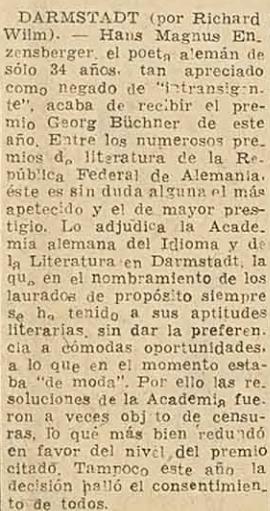 DARMSTADT (por Richard
Wilm). — Hans Magnus En-
zensberger, el poeta alemán de
sólo 34 años, tan apreciado
como negado de "intransigen-
te", acaba de recibir el pre-
mio Georg Büchner de este
año. Entre los numerosos pre-
mios de literatura de la Re-
pública Federal de Alemania,
éste es sin duda alguna el más
apetecido y el de mayor pres-
tigio. Lo adjudica la Acade-
mia alemana del Idioma y de
la Literatura en Darmstadt, la
que en el nombramiento de los
laurados de propósito siempre
se ha tenido a sus aptitudes
literarias, sin dar la preferen-
cia a cómodas oportunidades,
a lo que en el momento esta-
ba "de moda". Por ello las re-
soluciones de la Academia fue-
ron a veces objeto de censu-
ras, lo que más bien redundó
en favor del nivel del premio
citado. Tampoco este año la
decisión halló el consentimien-
to de todos.